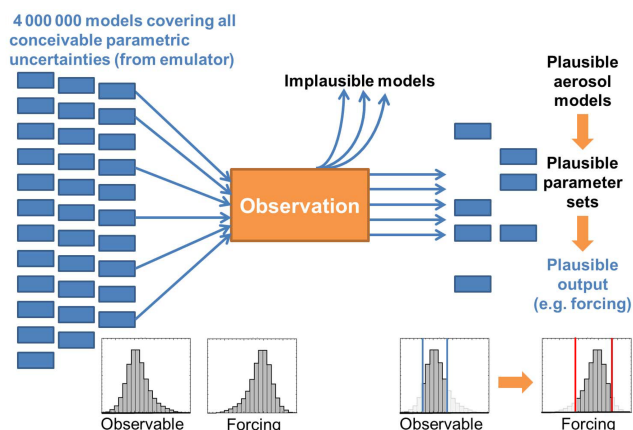 4 000 000 models covering all
conceivable parametric
uncertainties (from emulator)
Implausible models
Observation
Plausible
aerosol
models
Plausible
parameter
sets
Plausible
output
(e.g. forcing)
Observable
Forcing
Observable
Forcing